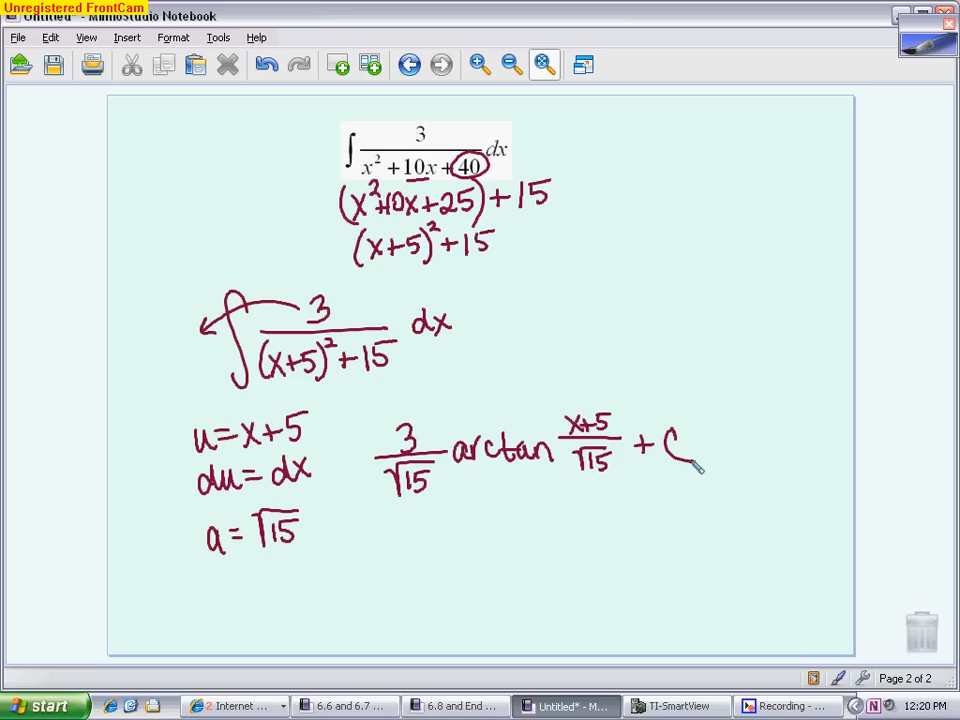 Unregistered FrontCam
Untitled* - MimioStudio Notebook
File Edit View Insert Format Tools Help
∫ 3/(x² + 10x + 40) dx
(x²+10x+25)+15
(x+5)²+15
∫ 3/((x+5)²+15) dx
u=x+5
du=dx
a=√15
3/√15 arctan (x+5)/√15 + C
Page 2 of 2
start
2 Internet ...
6.6 and 6.7 ...
6.8 and End ...
Untitled* - M...
TI-SmartView
Recording - ...
12:20 PM